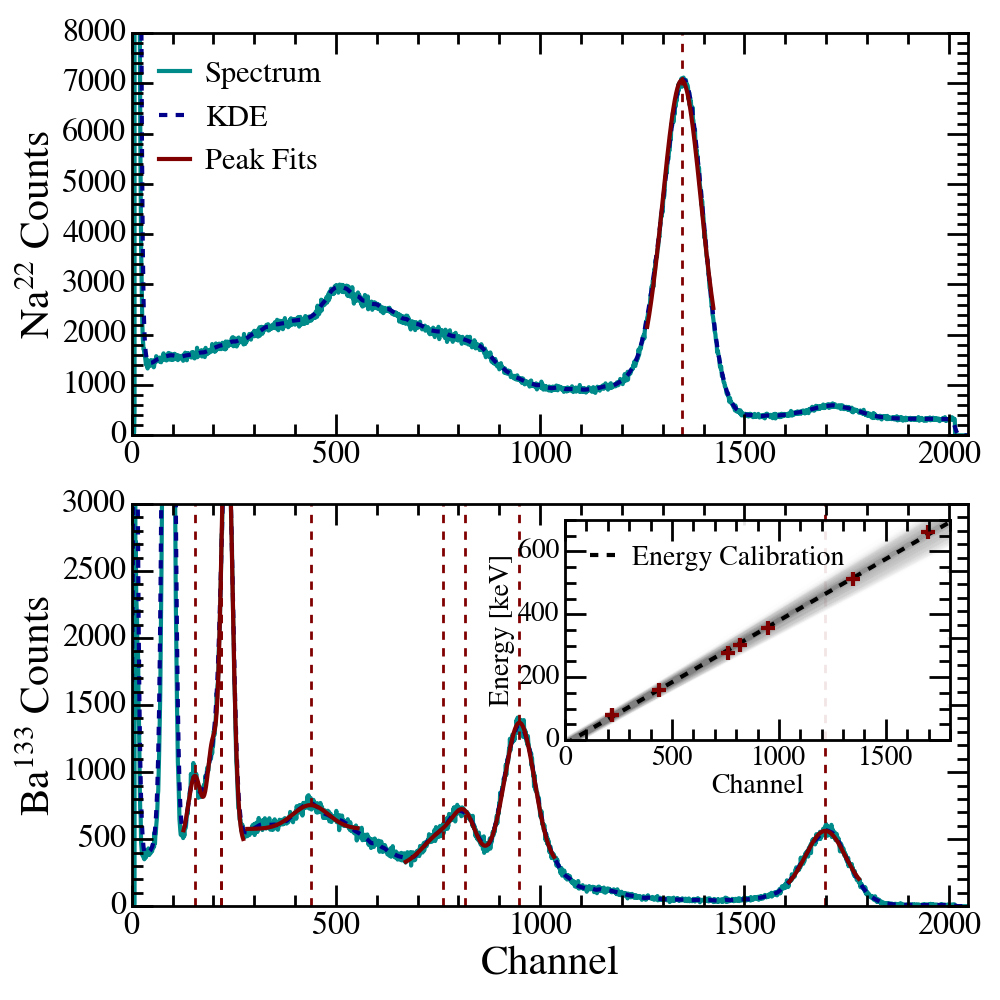 8000
7000
6000
5000
4000
3000
2000
1000
0
Na²² Counts
Spectrum
KDE
Peak Fits
0 500 1000 1500 2000
3000
2500
2000
1500
1000
500
0
Ba¹³³ Counts
600
400
200
0
Energy [keV]
Energy Calibration
0 500 1000 1500
Channel
0 500 1000 1500 2000
Channel